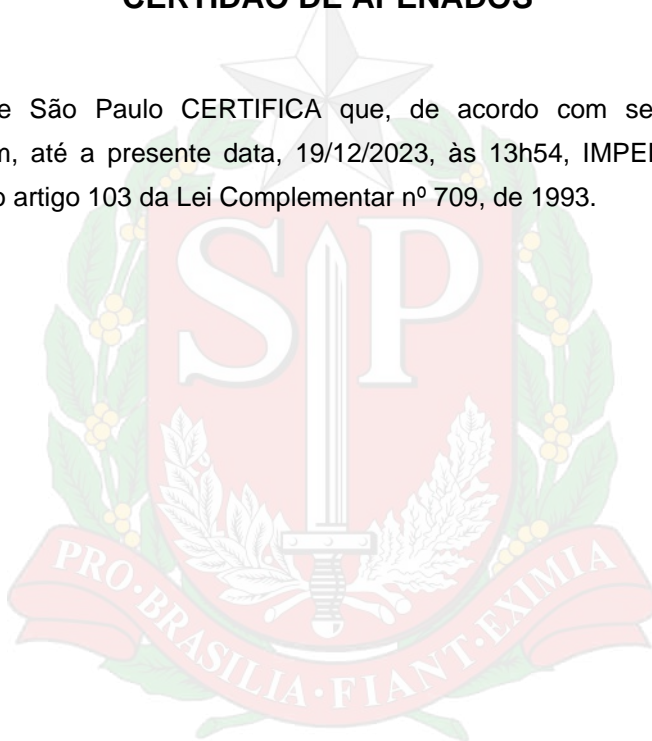 CERTIDÃO DE APENADOS
e São Paulo CERTIFICA que, de acordo com se
m, até a presente data, 19/12/2023, às 13h54, IMPE
o artigo 103 da Lei Complementar nº 709, de 1993.
SP
PRO·BRASILIA·FIANT·EXIMIA